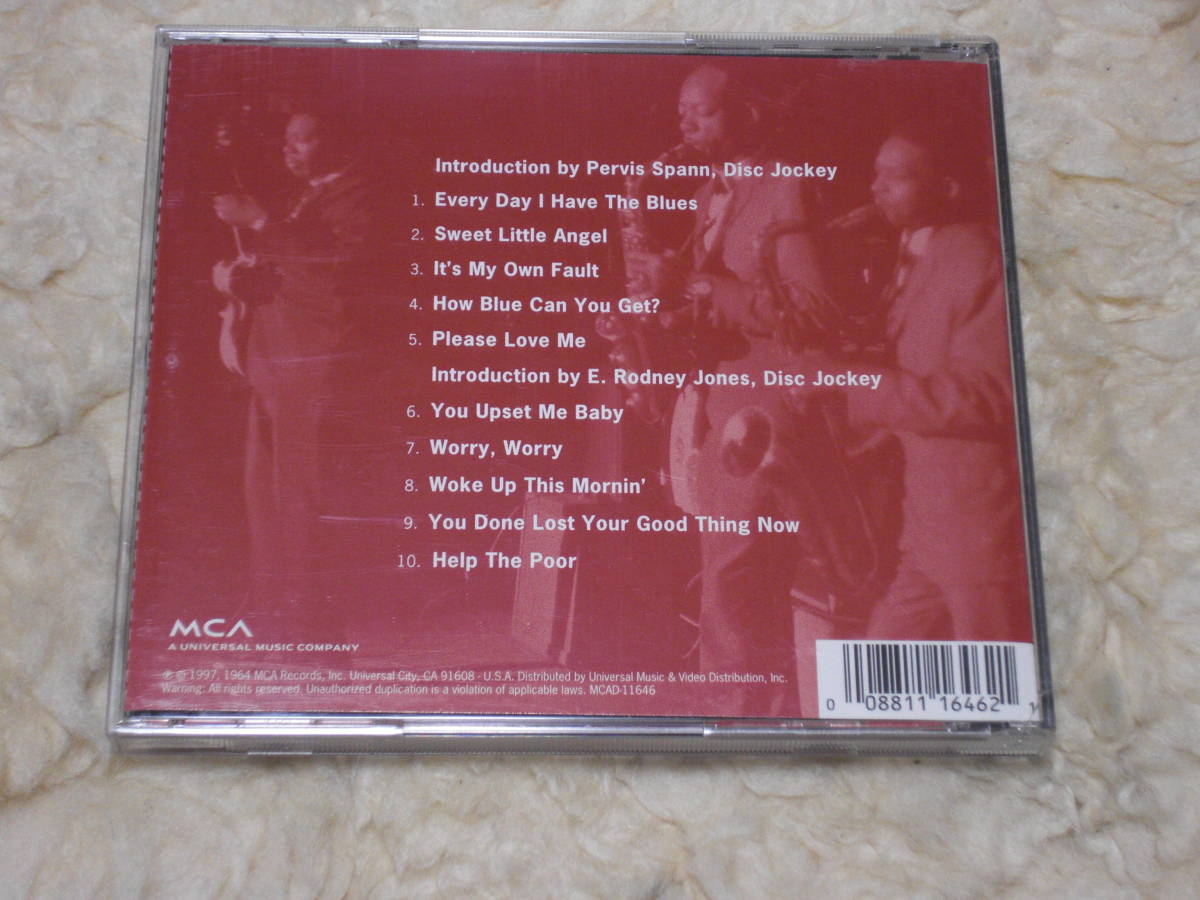 Introduction by Pervis Spann, Disc Jockey
1. Every Day I Have The Blues
2. Sweet Little Angel
3. It's My Own Fault
4. How Blue Can You Get?
5. Please Love Me
Introduction by E. Rodney Jones, Disc Jockey
6. You Upset Me Baby
7. Worry, Worry
8. Woke Up This Mornin'
9. You Done Lost Your Good Thing Now
10. Help The Poor
MCA
A UNIVERSAL MUSIC COMPANY
℗ © 1997, 1964 MCA Records, Inc. Universal City, CA 91608 - U.S.A. Distributed by Universal Music & Video Distribution, Inc.
Warning: All rights reserved. Unauthorized duplication is a violation of applicable laws. MCAD-11646
0 08811 16462 1